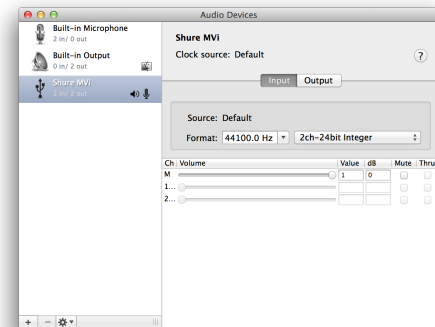 Audio Devices
Built-in Microphone
2 in/ 0 out
Built-in Output
0 in/ 2 out
Shure MVi
2 in/ 2 out
Shure MVi
Clock source: Default
?
Input Output
Source: Default
Format: 44100.0 Hz 2ch-24bit Integer
Ch Volume Value dB Mute Thru
M 1 0
1...
2...